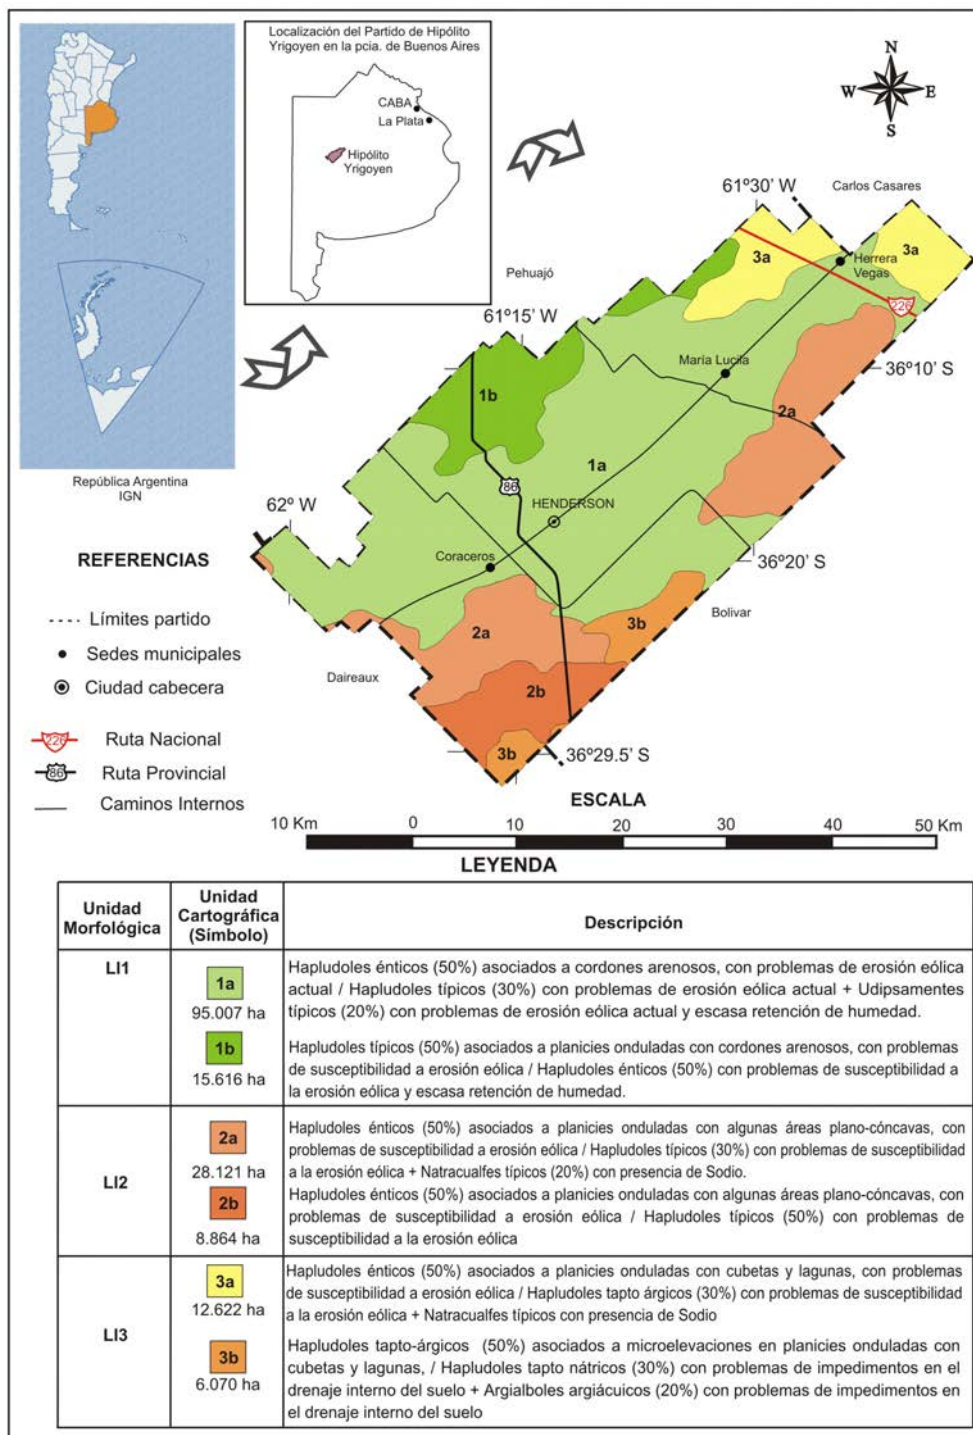 Localización del Partido de Hipólito
Yrigoyen en la pcia. de Buenos Aires
CABA
La Plata
Hipólito
Yrigoyen
N
W
E
S
61º30' W
Carlos Casares
3a
3a
Herrera
Vegas
Pehuajó
226
61º15' W
María Lucila
36º10' S
1b
2a
1a
86
HENDERSON
República Argentina
IGN
62º W
Coraceros
36º20' S
REFERENCIAS
Bolivar
3b
2a
Límites partido
Sedes municipales
Daireaux
Ciudad cabecera
2b
3b
36º29.5' S
226
Ruta Nacional
86
Ruta Provincial
Caminos Internos
ESCALA
10 Km
0
10
20
30
40
50 Km
LEYENDA
Unidad
Morfológica
Unidad
Cartográfica
(Símbolo)
Descripción
LI1
1a
95.007 ha
Hapludoles énticos (50%) asociados a cordones arenosos, con problemas de erosión eólica
actual / Hapludoles típicos (30%) con problemas de erosión eólica actual + Udipsamentes
típicos (20%) con problemas de erosión eólica actual y escasa retención de humedad.
1b
15.616 ha
Hapludoles típicos (50%) asociados a planicies onduladas con cordones arenosos, con problemas
de susceptibilidad a erosión eólica / Hapludoles énticos (50%) con problemas de susceptibilidad a
la erosión eólica y escasa retención de humedad.
LI2
2a
28.121 ha
Hapludoles énticos (50%) asociados a planicies onduladas con algunas áreas plano-cóncavas, con
problemas de susceptibilidad a erosión eólica / Hapludoles típicos (30%) con problemas de susceptibilidad
a la erosión eólica + Natracualfes típicos (20%) con presencia de Sodio.
2b
8.864 ha
Hapludoles énticos (50%) asociados a planicies onduladas con algunas áreas plano-cóncavas, con
problemas de susceptibilidad a erosión eólica / Hapludoles típicos (50%) con problemas de
susceptibilidad a la erosión eólica
LI3
3a
12.622 ha
Hapludoles énticos (50%) asociados a planicies onduladas con cubetas y lagunas, con problemas
de susceptibilidad a erosión eólica / Hapludoles tapto árgicos (30%) con problemas de susceptibilidad
a la erosión eólica + Natracualfes típicos con presencia de Sodio
3b
6.070 ha
Hapludoles tapto-árgicos (50%) asociados a microelevaciones en planicies onduladas con
cubetas y lagunas, / Hapludoles tapto nátricos (30%) con problemas de impedimentos en el
drenaje interno del suelo + Argialboles argiácuicos (20%) con problemas de impedimentos en
el drenaje interno del suelo